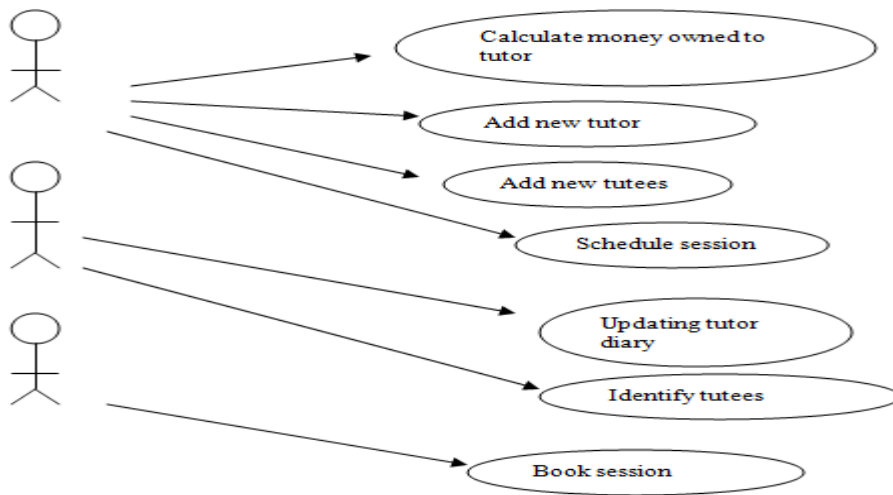 Calculate money owned to
tutor
Add new tutor
Add new tutees
Schedule session
Updating tutor
diary
Identify tutees
Book session